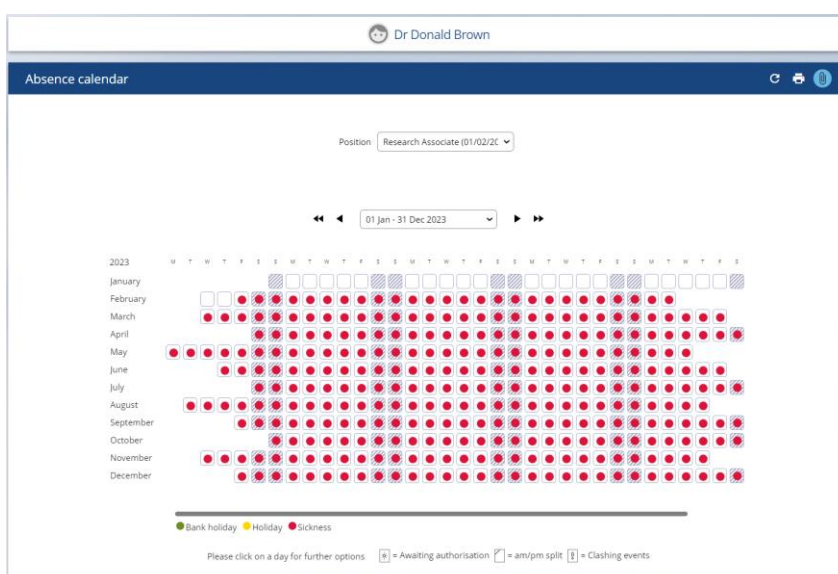 Dr Donald Brown
Absence calendar
Position Research Associate (01/02/20
01 Jan - 31 Dec 2023
2023 M T W T F S S M T W T F S S M T W T F S S M T W T F S S M T W T F S
January
February
March
April
May
June
July
August
September
October
November
December
Bank holiday Holiday Sickness
Please click on a day for further options * = Awaiting authorisation = am/pm split = Clashing events